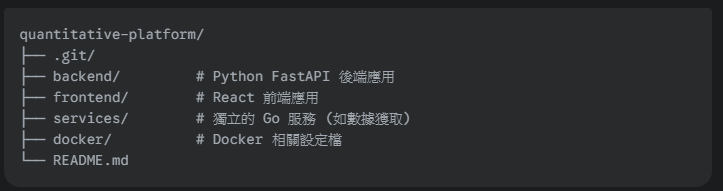 quantitative-platform/
├── .git/
├── backend/         # Python FastAPI 後端應用
├── frontend/        # React 前端應用
├── services/        # 獨立的 Go 服務 (如數據獲取)
├── docker/          # Docker 相關設定檔
└── README.md